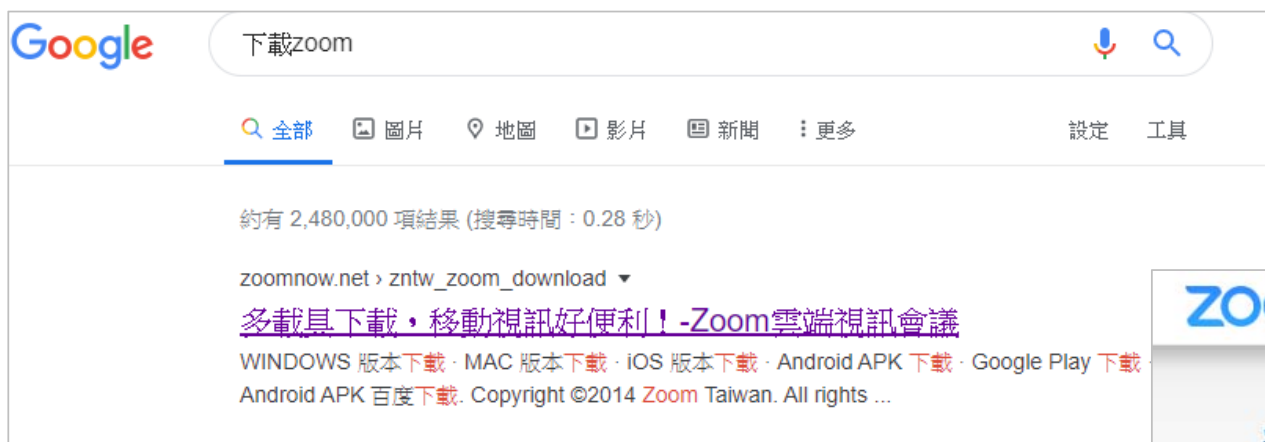 Google 下載zoom
全部 圖片 地圖 影片 新聞 更多 設定 工具
約有 2,480,000 項結果 (搜尋時間：0.28 秒)
zoomnow.net › zntw_zoom_download
多載具下載，移動視訊好便利！-Zoom雲端視訊會議
ZO
WINDOWS 版本下載 · MAC 版本下載 · iOS 版本下載 · Android APK 下載 · Google Play 下載 ·
Android APK 百度下載. Copyright ©2014 Zoom Taiwan. All rights ...